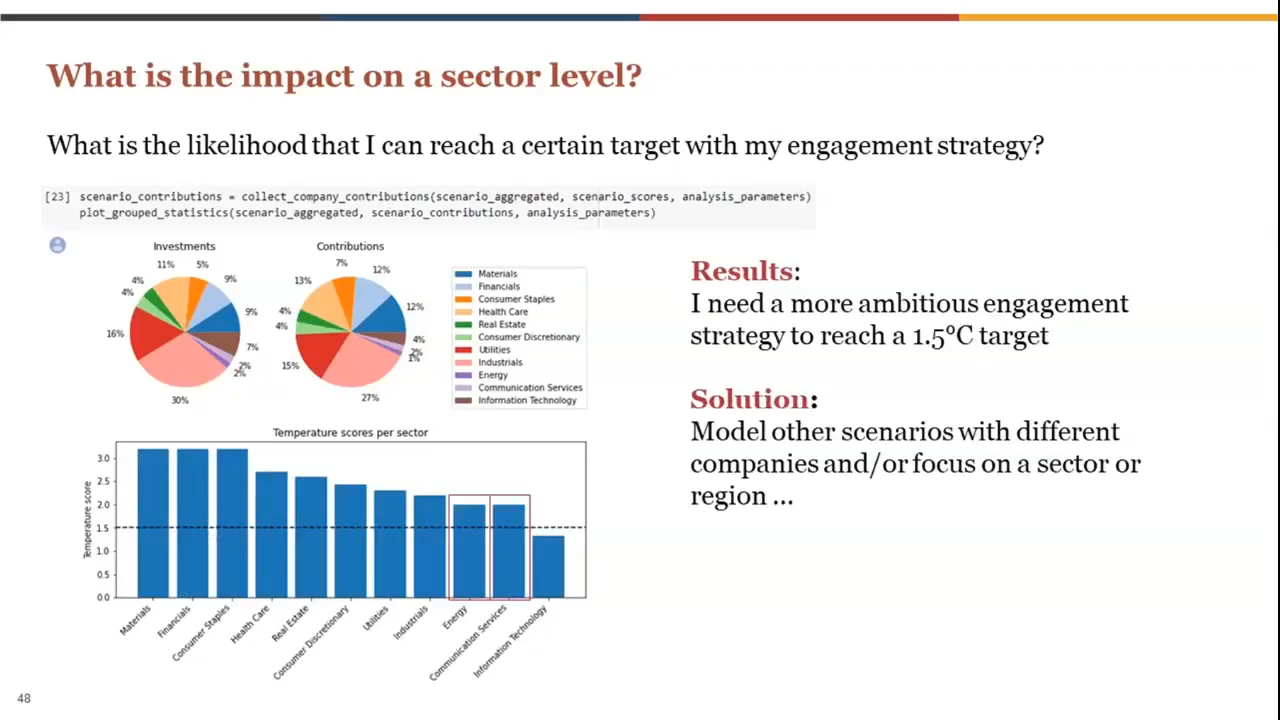 What is the impact on a sector level?
What is the likelihood that I can reach a certain target with my engagement strategy?
[23] scenario_contributions = collect_company_contributions(scenario_aggregated, scenario_scores, analysis_parameters)
plot_grouped_statistics(scenario_aggregated, scenario_contributions, analysis_parameters)
Investments
11%
5%
9%
9%
7%
2%
2%
30%
16%
4%
4%
Contributions
7%
12%
12%
4%
2%
1%
27%
15%
4%
4%
13%
Materials
Financials
Consumer Staples
Health Care
Real Estate
Consumer Discretionary
Utilities
Industrials
Energy
Communication Services
Information Technology
Temperature scores per sector
Temperature score
3.0
2.5
2.0
1.5
1.0
0.5
0.0
Materials
Financials
Consumer Staples
Health Care
Real Estate
Consumer Discretionary
Utilities
Industrials
Energy
Communication Services
Information Technology
Results:
I need a more ambitious engagement
strategy to reach a 1.5°C target
Solution:
Model other scenarios with different
companies and/or focus on a sector or
region ...
48